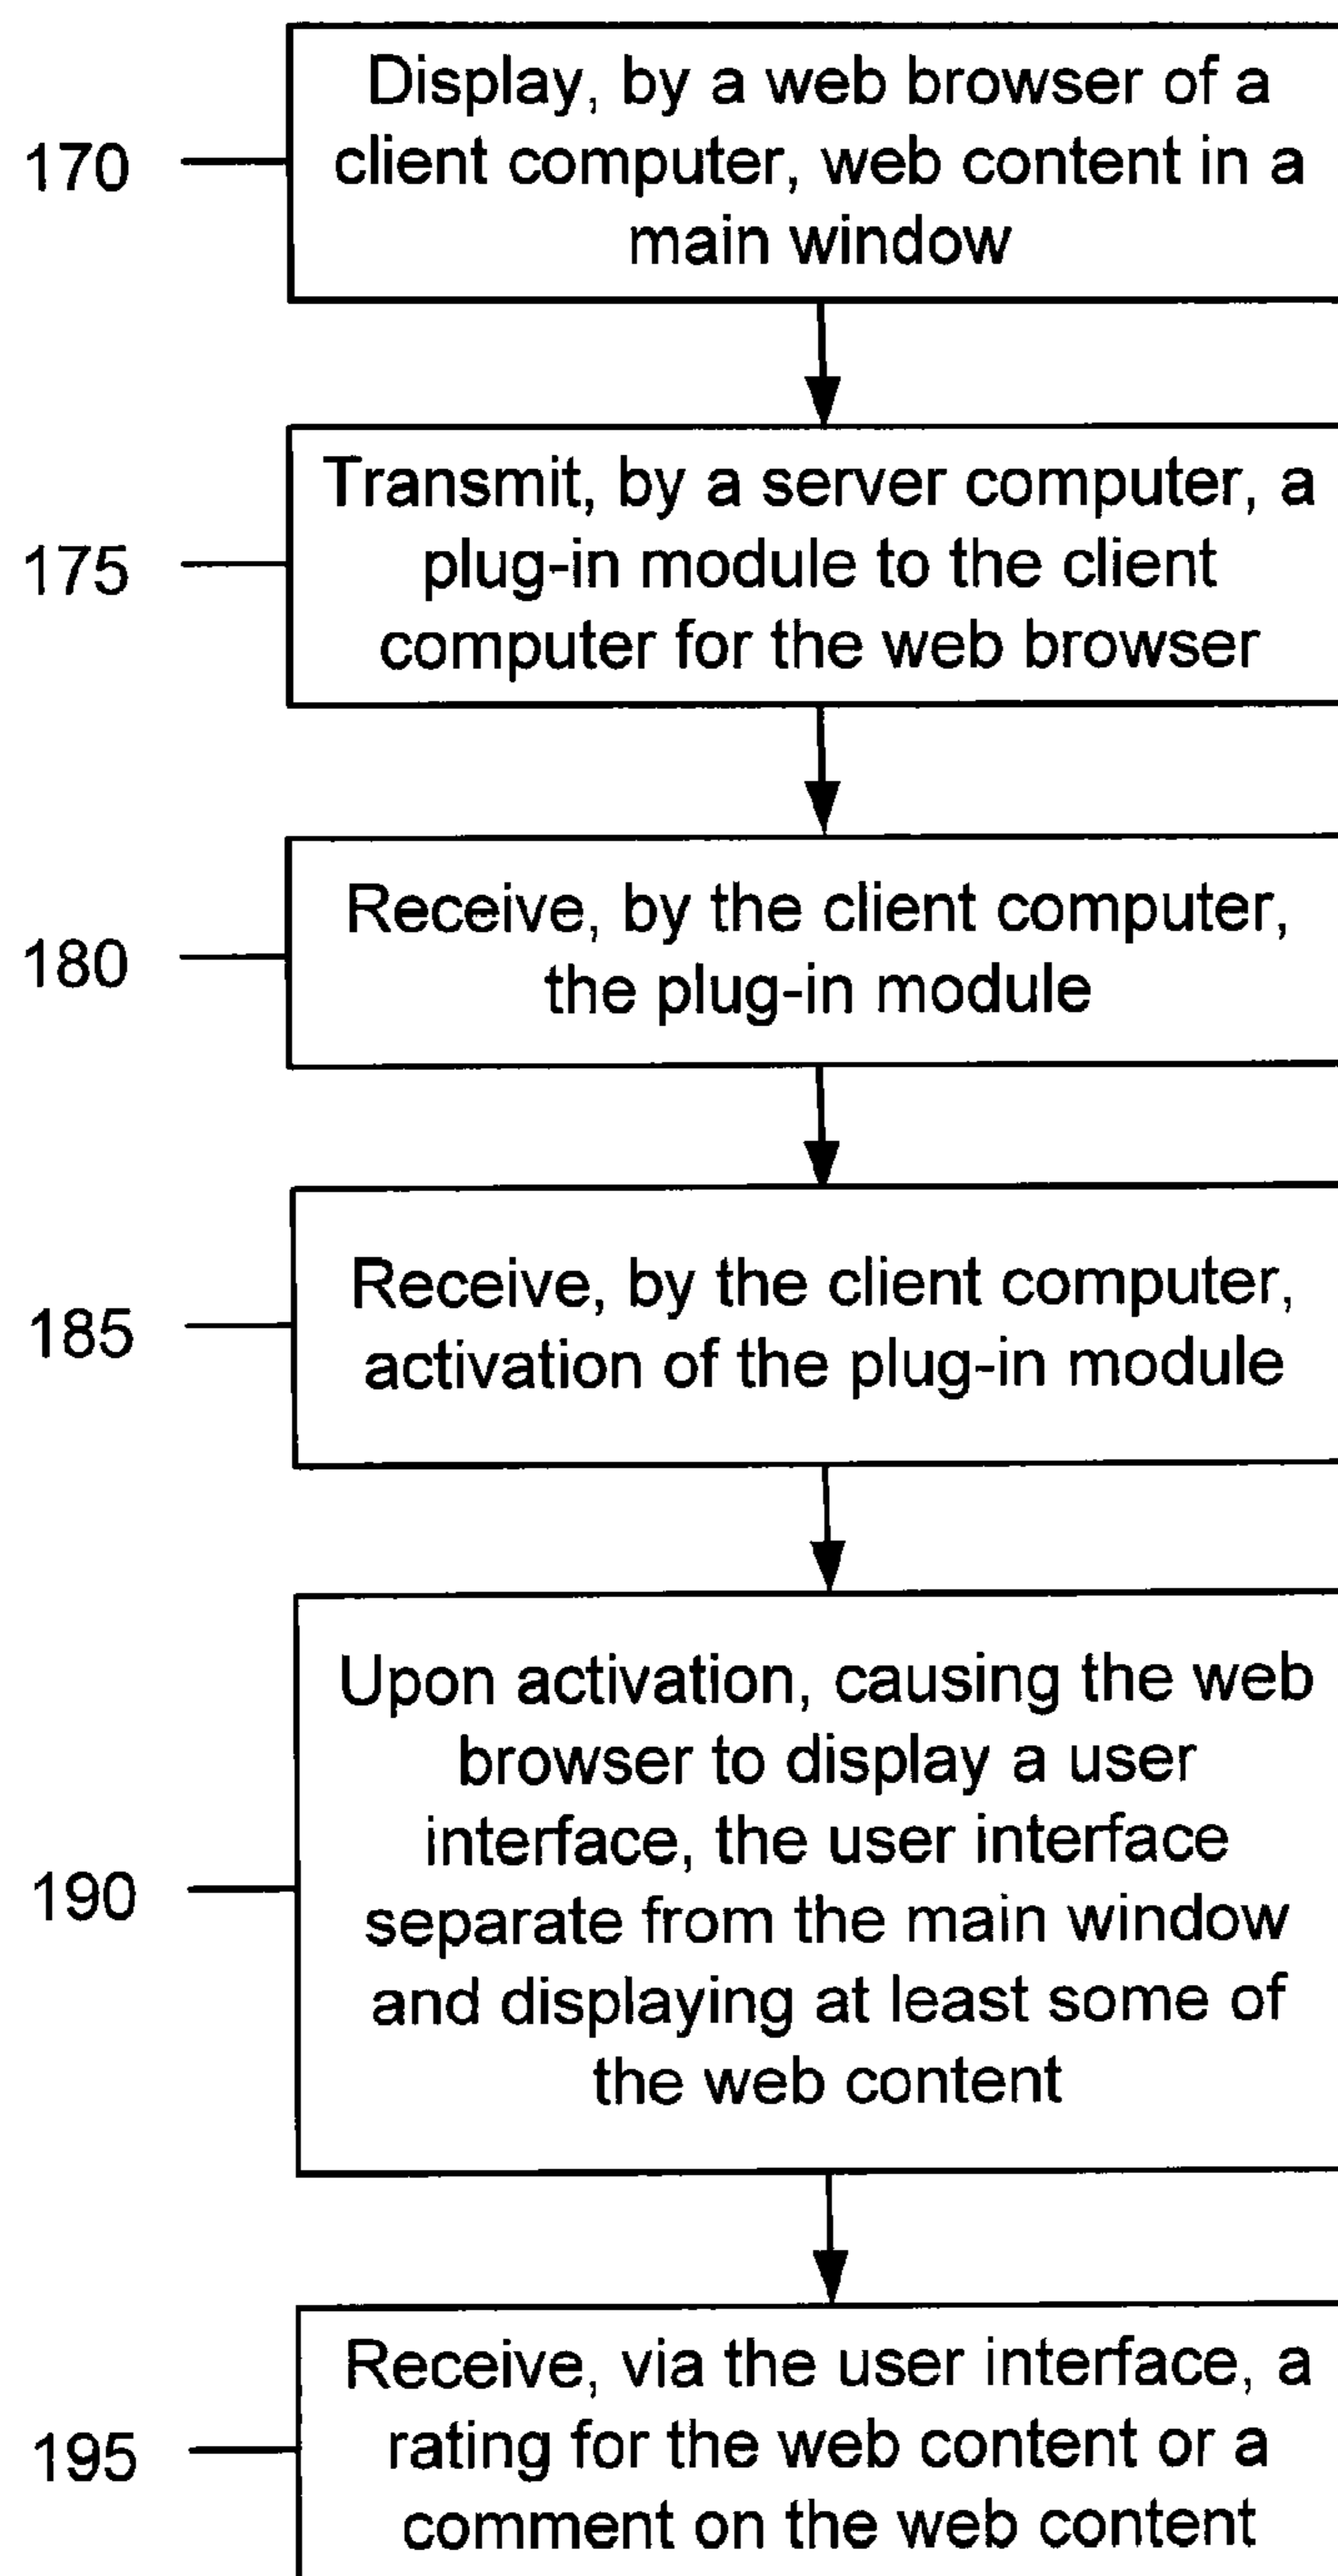 170
Display, by a web browser of a
client computer, web content in a
main window
175
Transmit, by a server computer, a
plug-in module to the client
computer for the web browser
180
Receive, by the client computer,
the plug-in module
185
Receive, by the client computer,
activation of the plug-in module
190
Upon activation, causing the web
browser to display a user
interface, the user interface
separate from the main window
and displaying at least some of
the web content
195
Receive, via the user interface, a
rating for the web content or a
comment on the web content